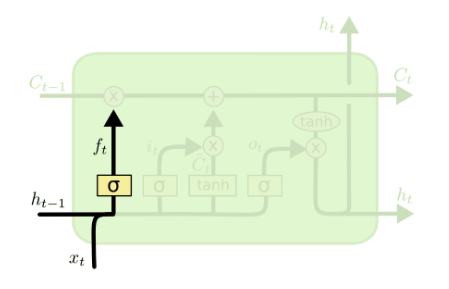 h_t
C_{t-1}
×
+
C_t
tanh
f_t
i_t
×
o_t
×
C̃_t
σ
σ
tanh
σ
h_{t-1}
h_t
x_t